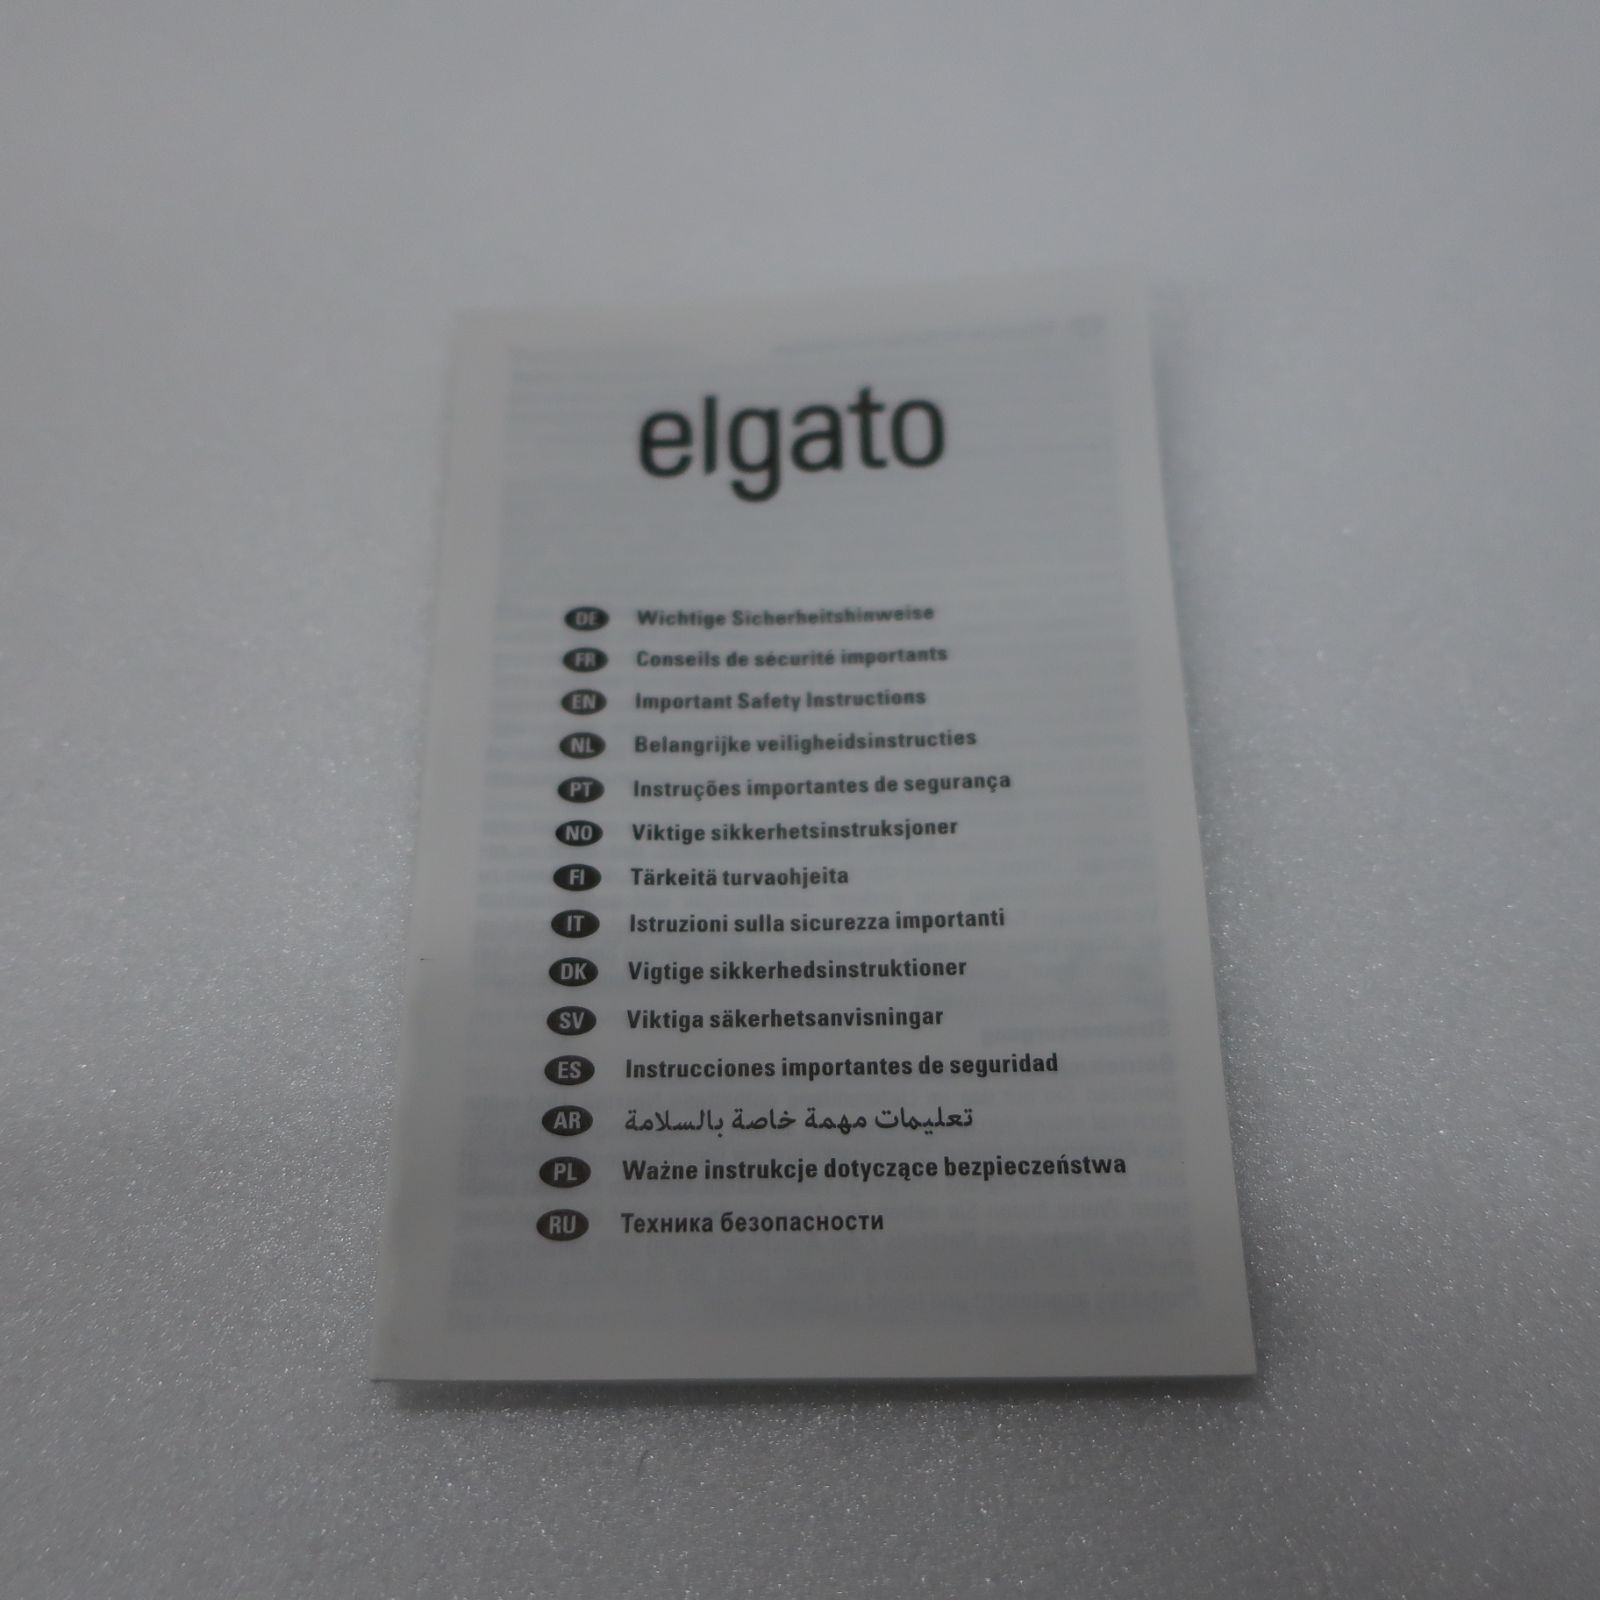 elgato
DE Wichtige Sicherheitshinweise
FR Conseils de sécurité importants
EN Important Safety Instructions
NL Belangrijke veiligheidsinstructies
PT Instruções importantes de segurança
NO Viktige sikkerhetsinstruksjoner
FI Tärkeitä turvaohjeita
IT Istruzioni sulla sicurezza importanti
DK Vigtige sikkerhedsinstruktioner
SV Viktiga säkerhetsanvisningar
ES Instrucciones importantes de seguridad
AR تعليمات مهمة خاصة بالسلامة
PL Ważne instrukcje dotyczące bezpieczeństwa
RU Техника безопасности